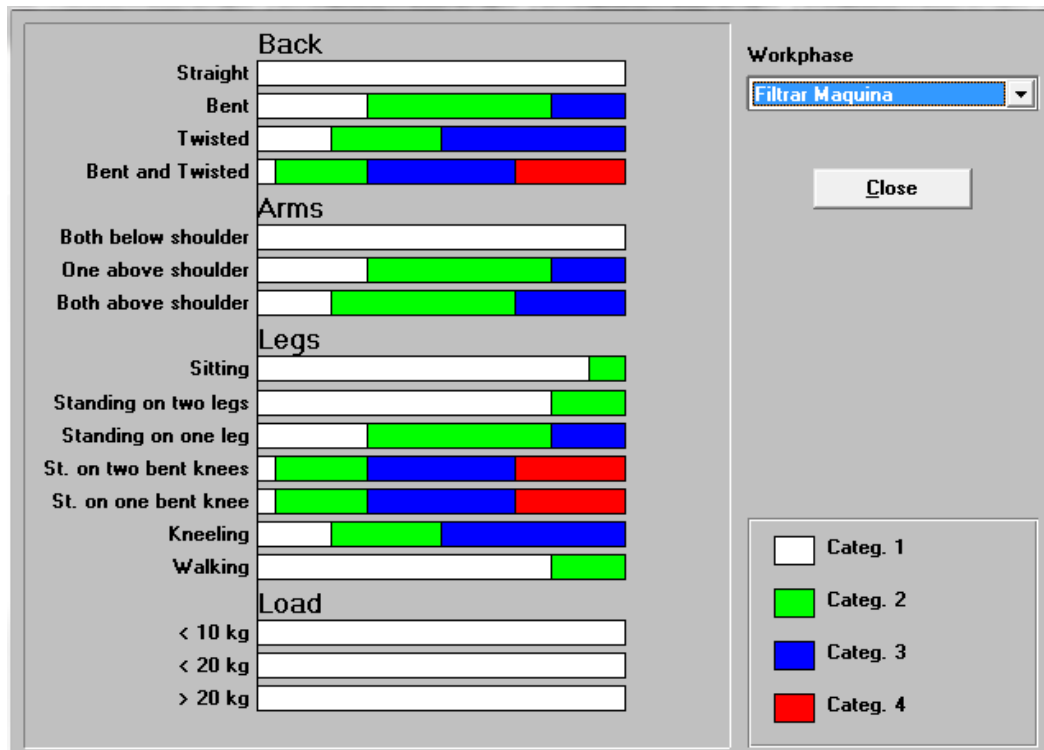 Back
Straight
Bent
Twisted
Bent and Twisted
Arms
Both below shoulder
One above shoulder
Both above shoulder
Legs
Sitting
Standing on two legs
Standing on one leg
St. on two bent knees
St. on one bent knee
Kneeling
Walking
Load
< 10 kg
< 20 kg
> 20 kg
Workphase
Filtrar Maquina
Close
Categ. 1
Categ. 2
Categ. 3
Categ. 4